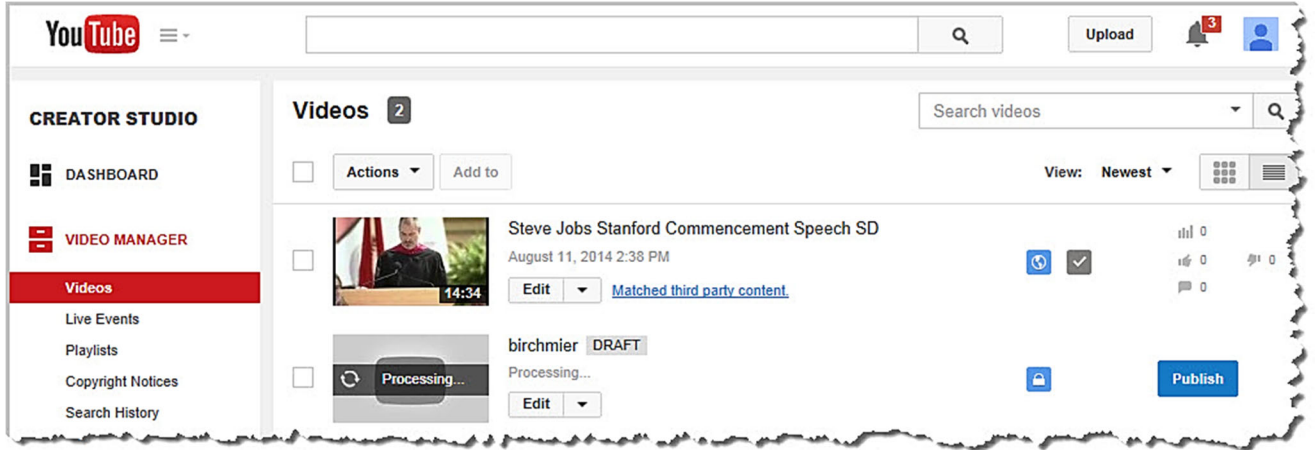 YouTube
Upload
3
CREATOR STUDIO
DASHBOARD
VIDEO MANAGER
Videos
Live Events
Playlists
Copyright Notices
Search History
Videos 2
Search videos
Actions
Add to
View: Newest
14:34
Steve Jobs Stanford Commencement Speech SD
August 11, 2014 2:38 PM
Edit
Matched third party content.
0
0 0
0
Processing...
birchmier DRAFT
Processing...
Edit
Publish